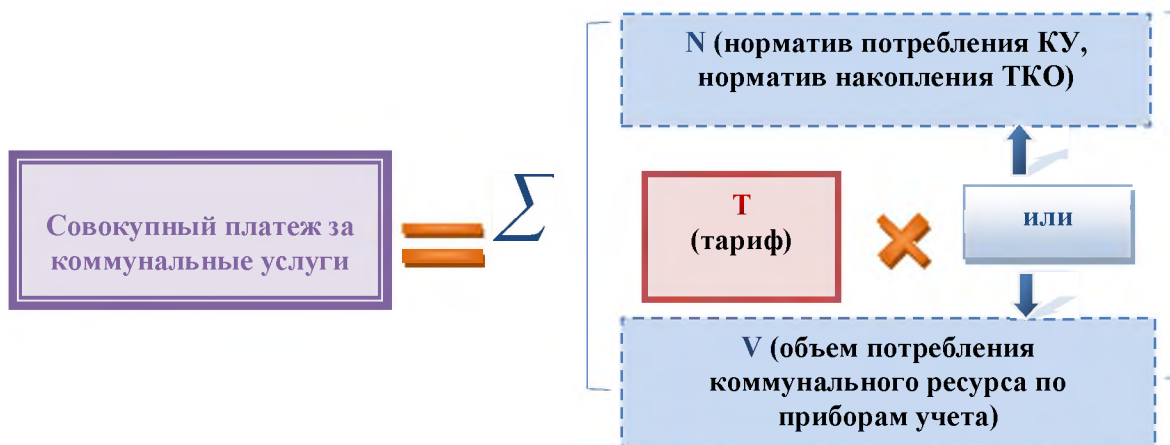 Совокупный платеж за
коммунальные услуги
=
∑
N (норматив потребления КУ,
норматив накопления ТКО)
Т
(тариф)
×
или
V (объем потребления
коммунального ресурса по
приборам учета)